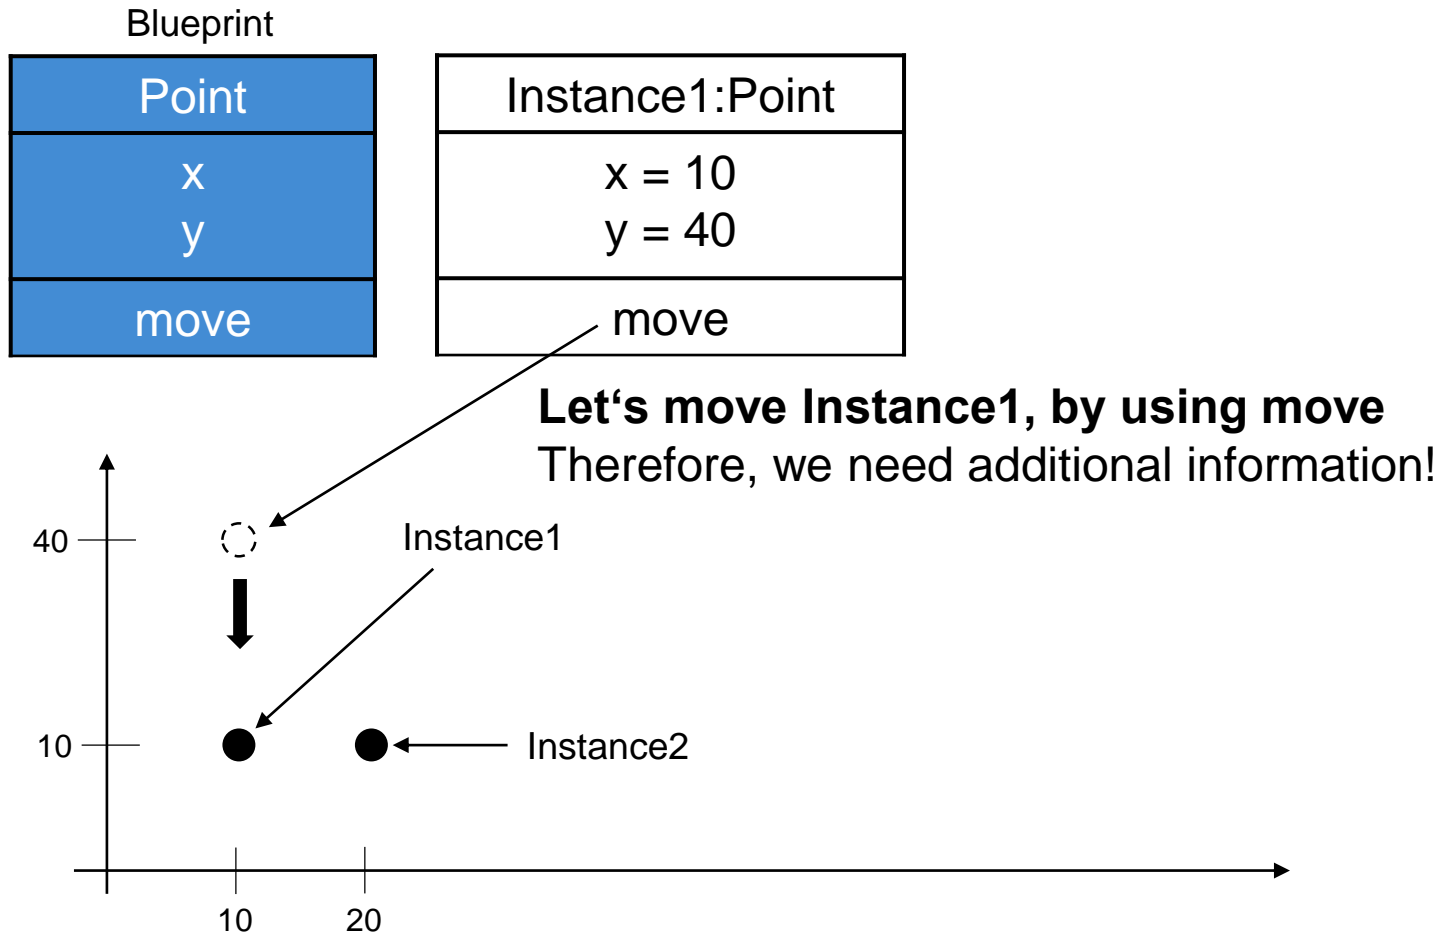 Blueprint
Point
x
y
move
Instance1:Point
x = 10
y = 40
move
Let‘s move Instance1, by using move
Therefore, we need additional information!
40
Instance1
10
Instance2
10
20